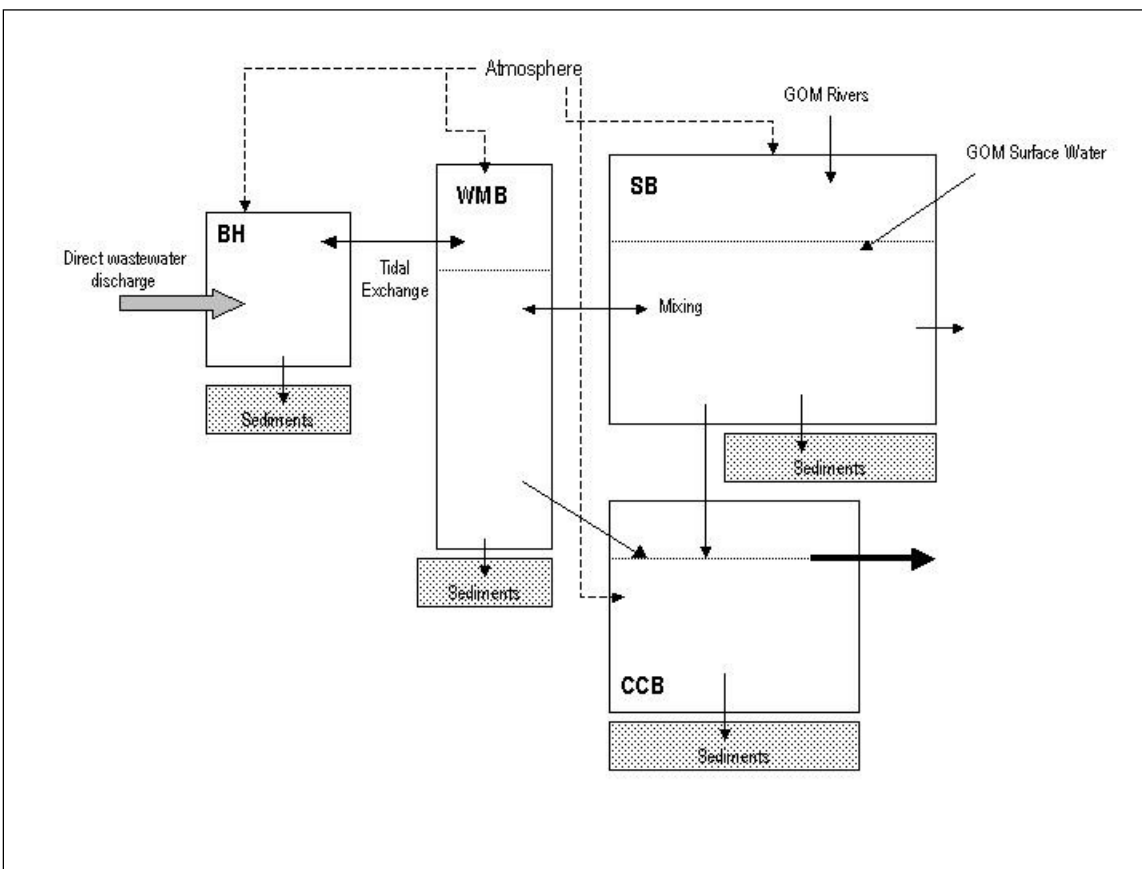 Atmosphere
GOM Rivers
GOM Surface Water
SB
WMB
BH
Direct wastewater
discharge
Tidal
Exchange
Mixing
Sediments
Sediments
Sediments
CCB
Sediments